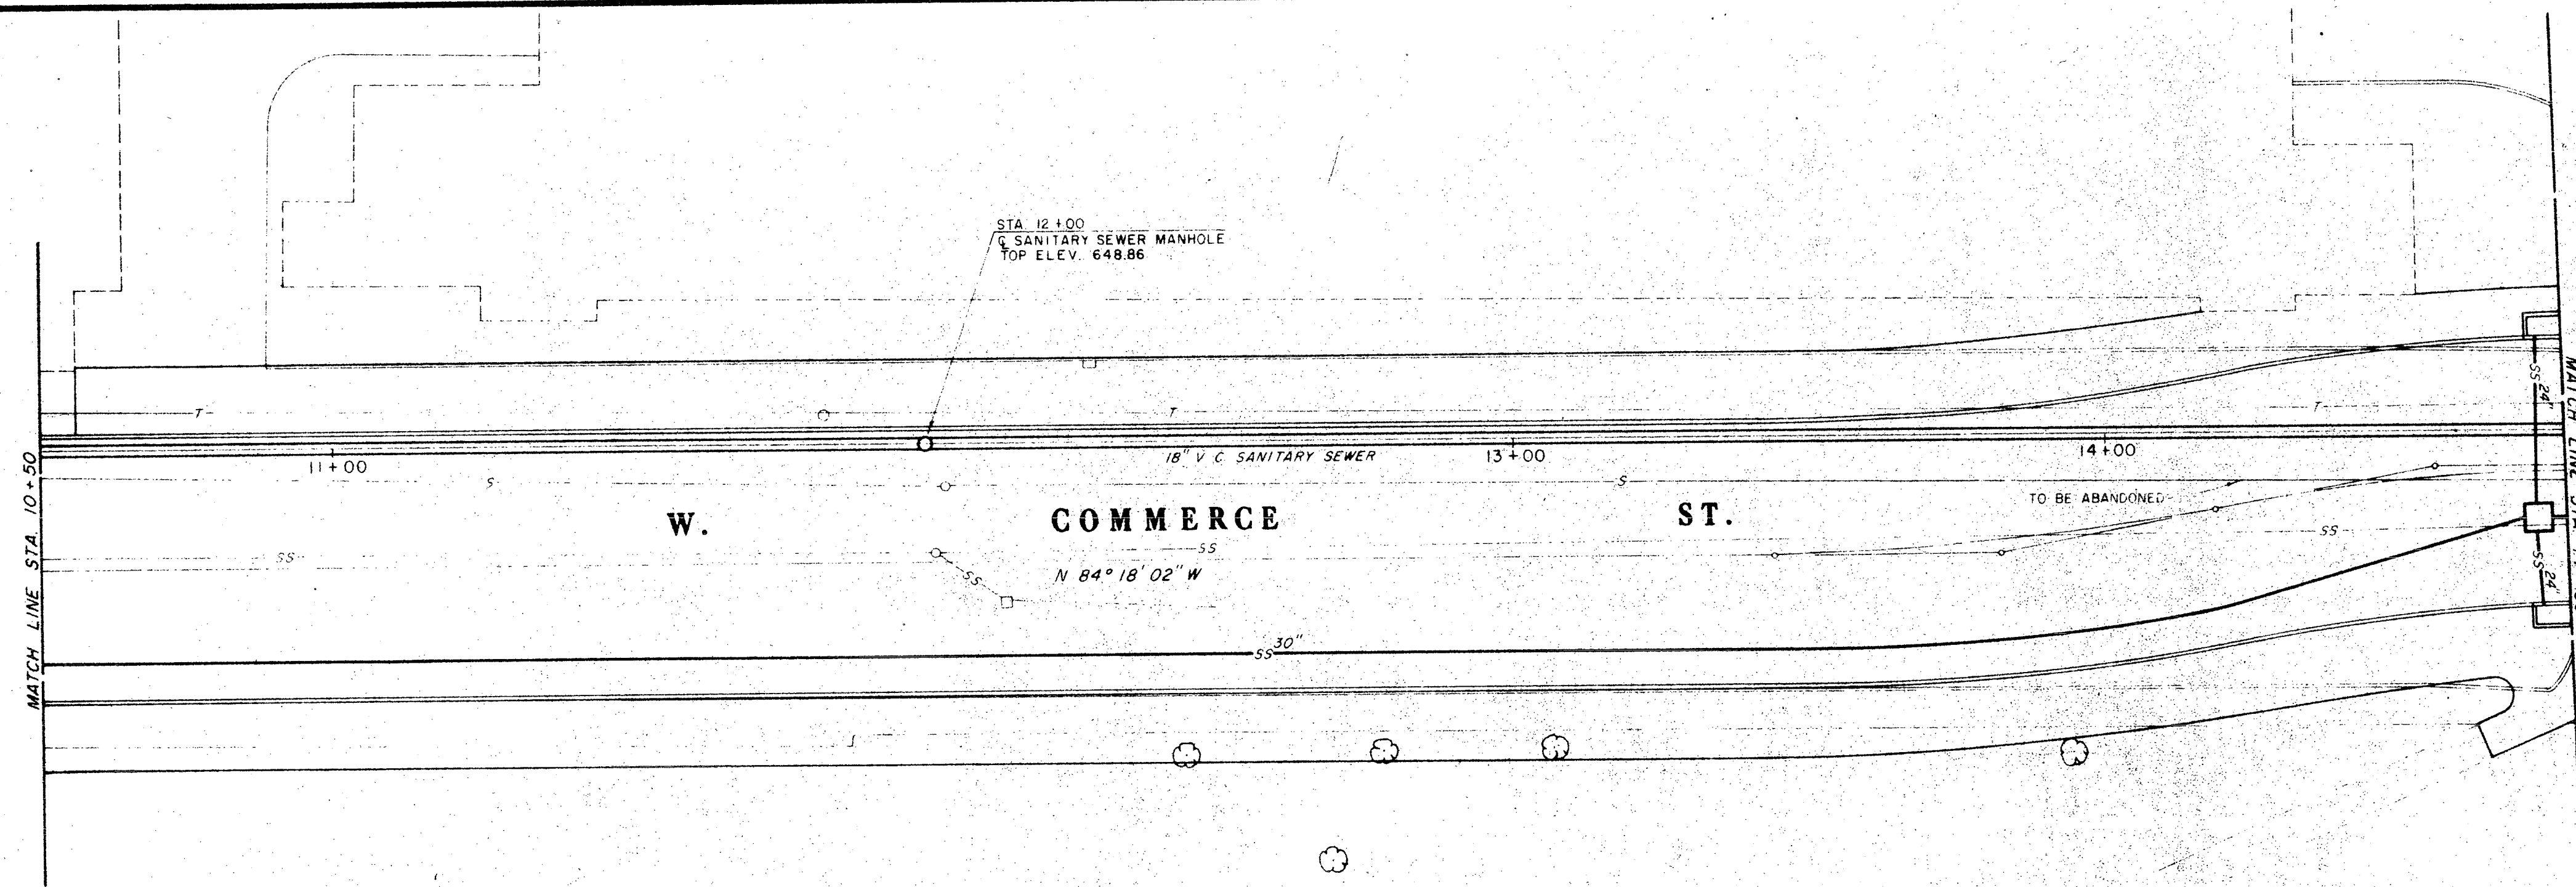 STA. 12+00
℄ SANITARY SEWER MANHOLE
TOP ELEV. 648.86
T
T
T
SS 24"
11+00
18" V C SANITARY SEWER
13+00
14+00
S
S
TO BE ABANDONED
W. COMMERCE ST.
SS
SS
SS
SS
N 84° 18' 02" W
SS 24"
SS 30"
MATCH LINE STA. 10+50
MATCH LINE